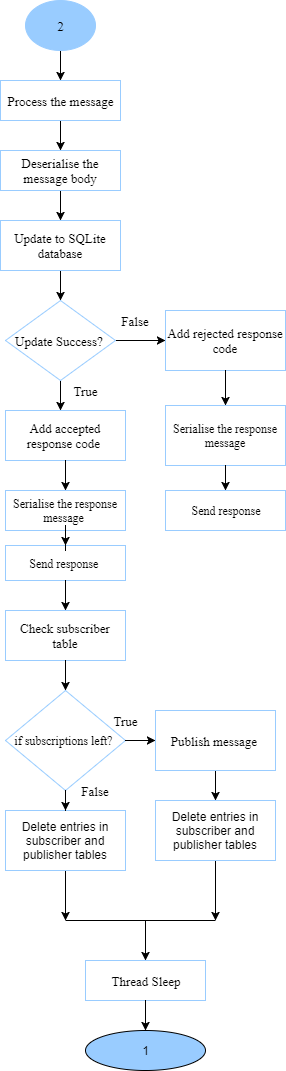 2
Process the message
Deserialise the
message body
Update to SQLite
database
Update Success?
False
Add rejected response
code
True
Add accepted
response code
Serialise the response
message
Serialise the response
message
Send response
Send response
Check subscriber
table
if subscriptions left?
True
Publish message
False
Delete entries in
subscriber and
publisher tables
Delete entries in
subscriber and
publisher tables
Thread Sleep
1